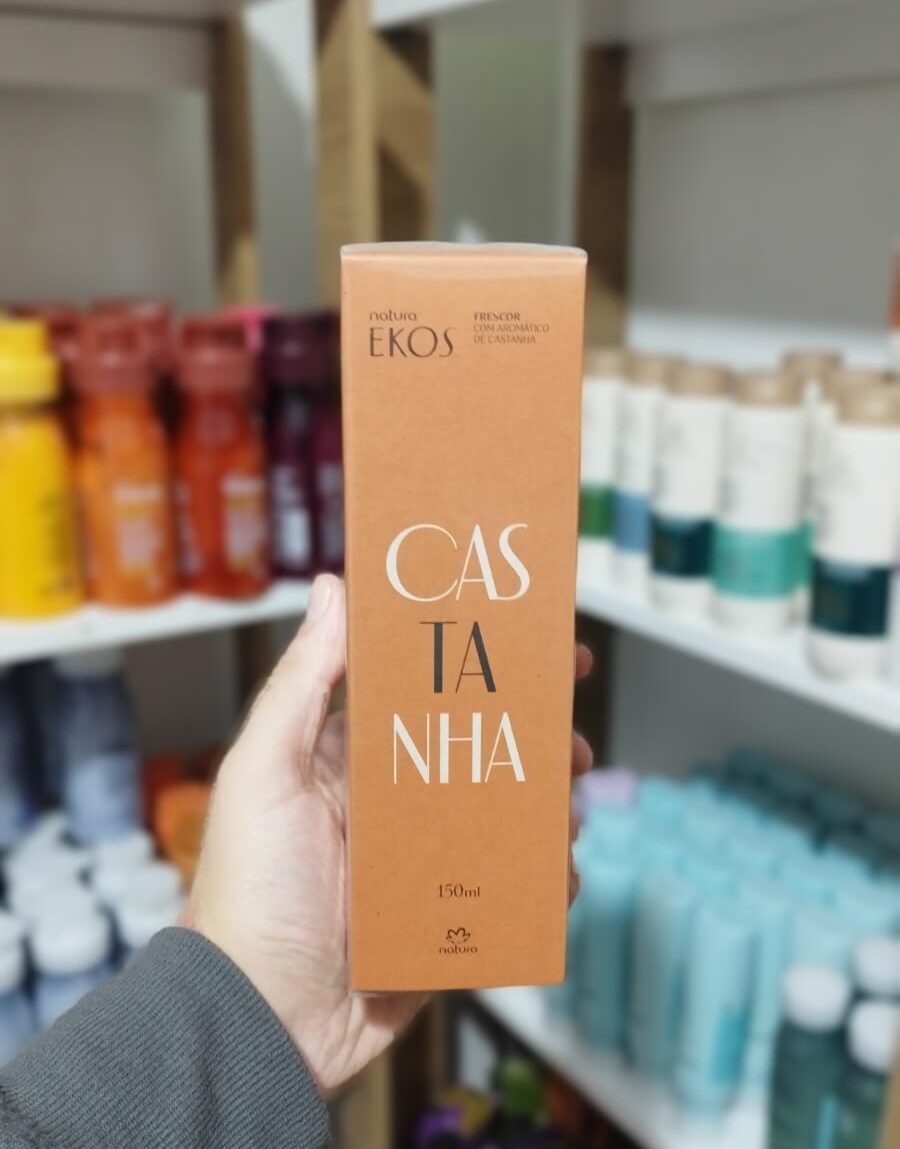 natura
EKOS
FRESCOR
COM AROMÁTICO
DE CASTANHA
CAS
TA
NHA
150ml
natura